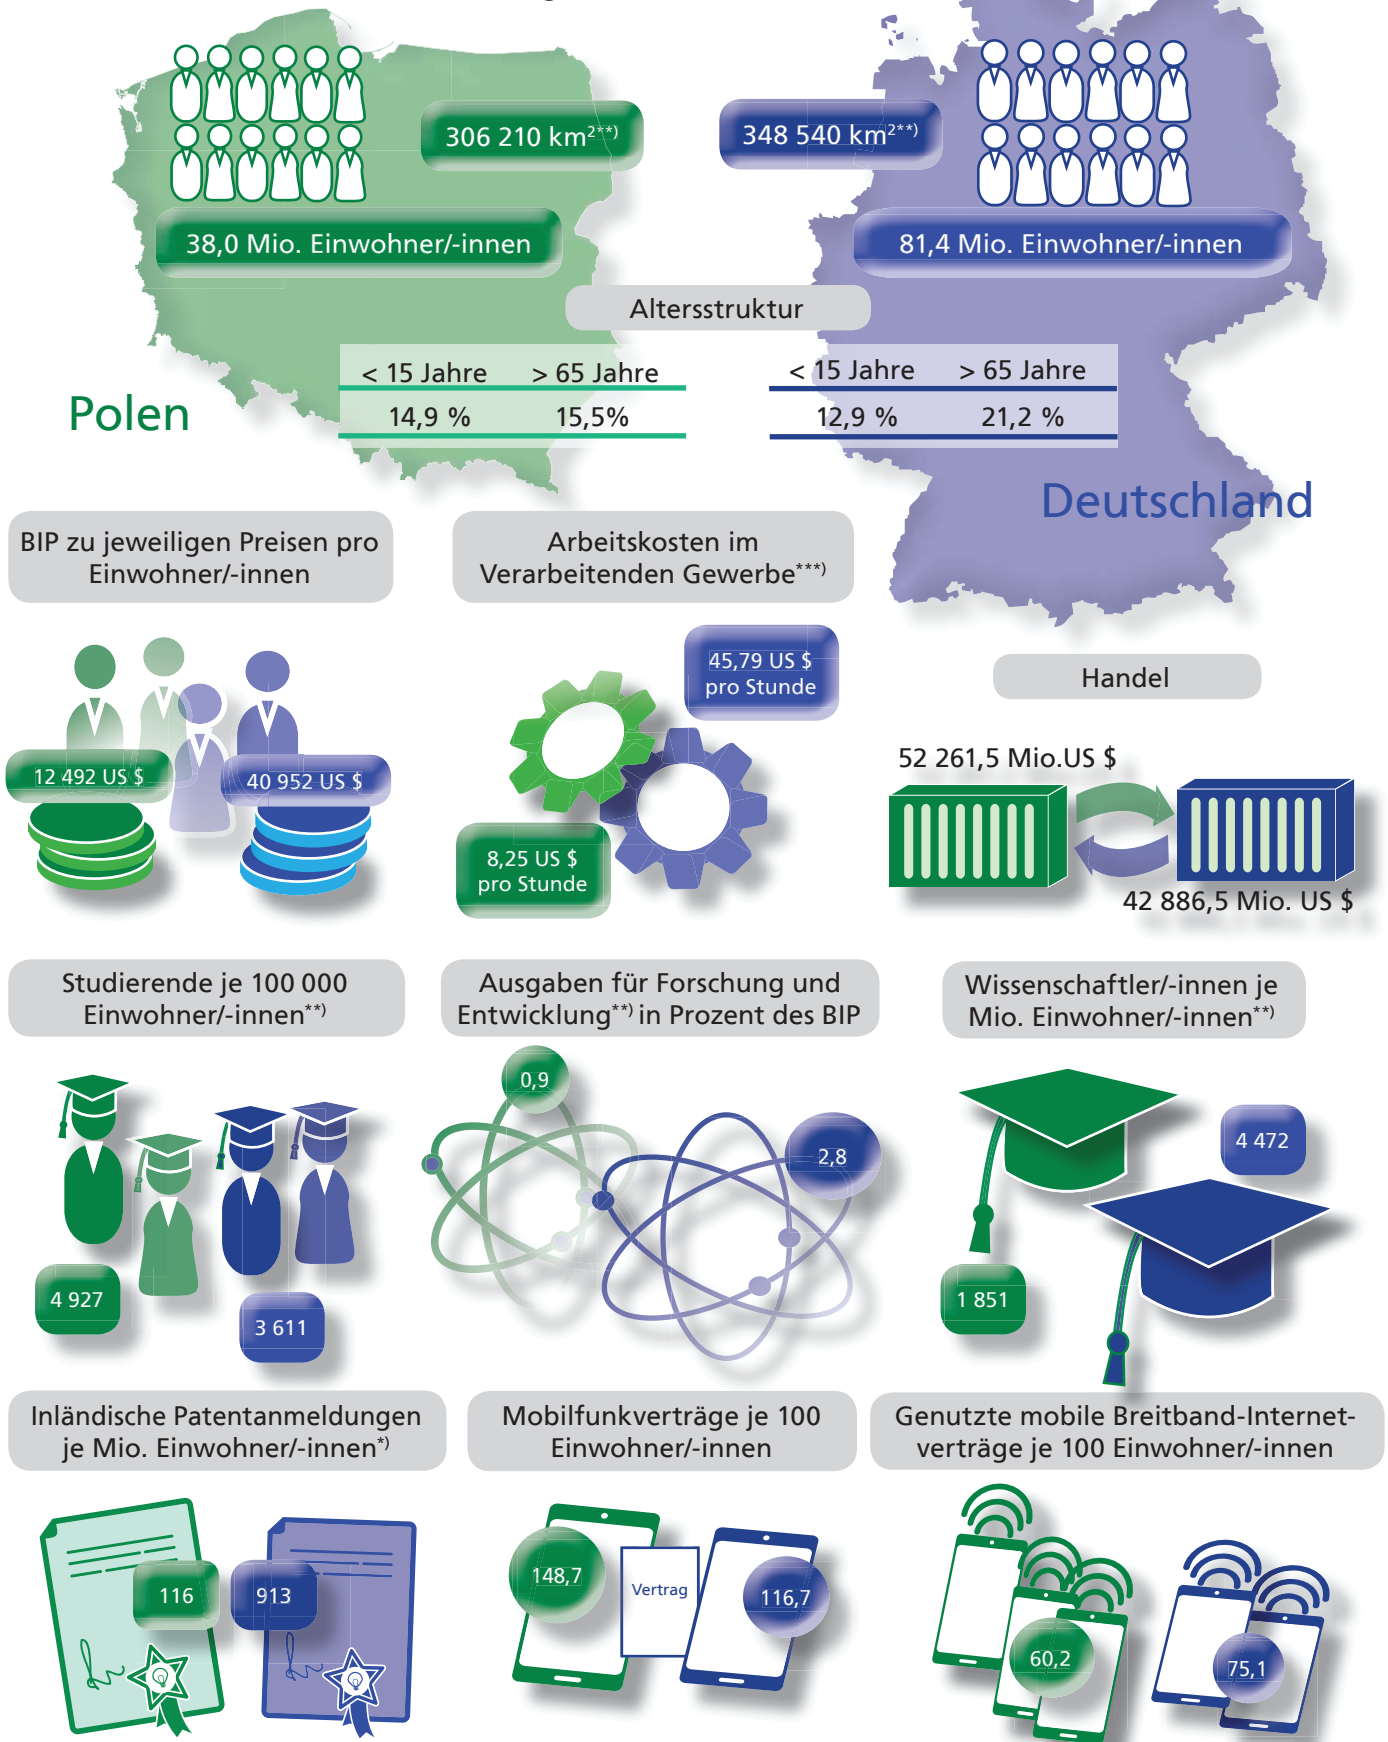 306 210 km²**)
348 540 km²**)
38,0 Mio. Einwohner/-innen
81,4 Mio. Einwohner/-innen
Altersstruktur
< 15 Jahre > 65 Jahre
14,9 % 15,5%
< 15 Jahre > 65 Jahre
12,9 % 21,2 %
Polen
Deutschland
BIP zu jeweiligen Preisen pro
Einwohner/-innen
12 492 US $
40 952 US $
Arbeitskosten im
Verarbeitenden Gewerbe***)
45,79 US $
pro Stunde
8,25 US $
pro Stunde
Handel
52 261,5 Mio.US $
42 886,5 Mio. US $
Studierende je 100 000
Einwohner/-innen**)
4 927
3 611
Ausgaben für Forschung und
Entwicklung**) in Prozent des BIP
0,9
2,8
Wissenschaftler/-innen je
Mio. Einwohner/-innen**)
4 472
1 851
Inländische Patentanmeldungen
je Mio. Einwohner/-innen*)
116
913
Mobilfunkverträge je 100
Einwohner/-innen
148,7
Vertrag
116,7
Genutzte mobile Breitband-Internet-
verträge je 100 Einwohner/-innen
60,2
75,1